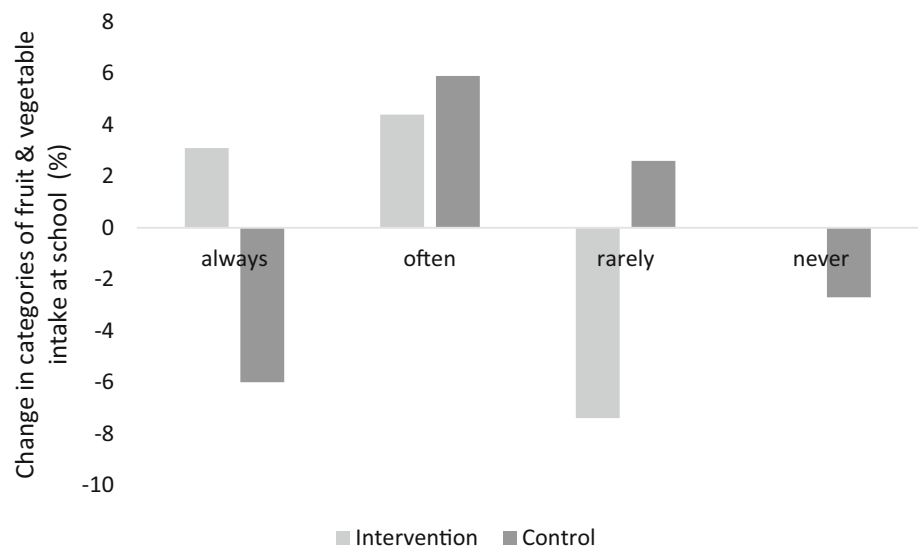 Change in categories of fruit & vegetable
intake at school (%)
8
6
4
2
0
-2
-4
-6
-8
-10
always often rarely never
Intervention Control